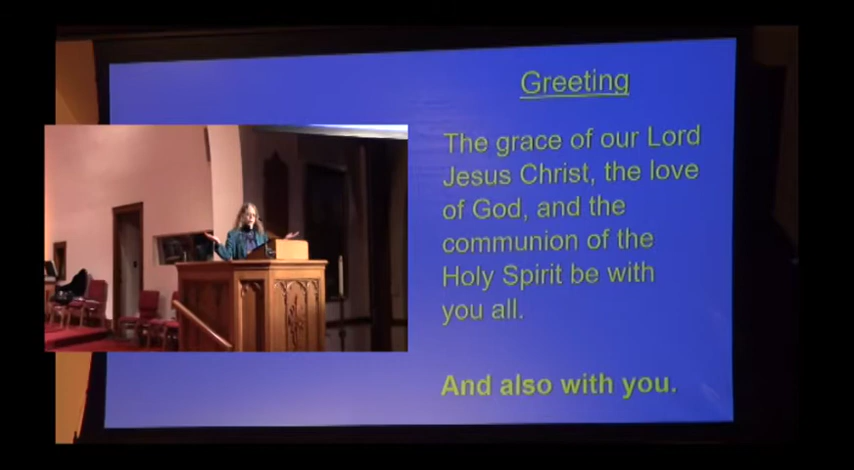 Greeting
The grace of our Lord
Jesus Christ, the love
of God, and the
communion of the
Holy Spirit be with
you all.
And also with you.